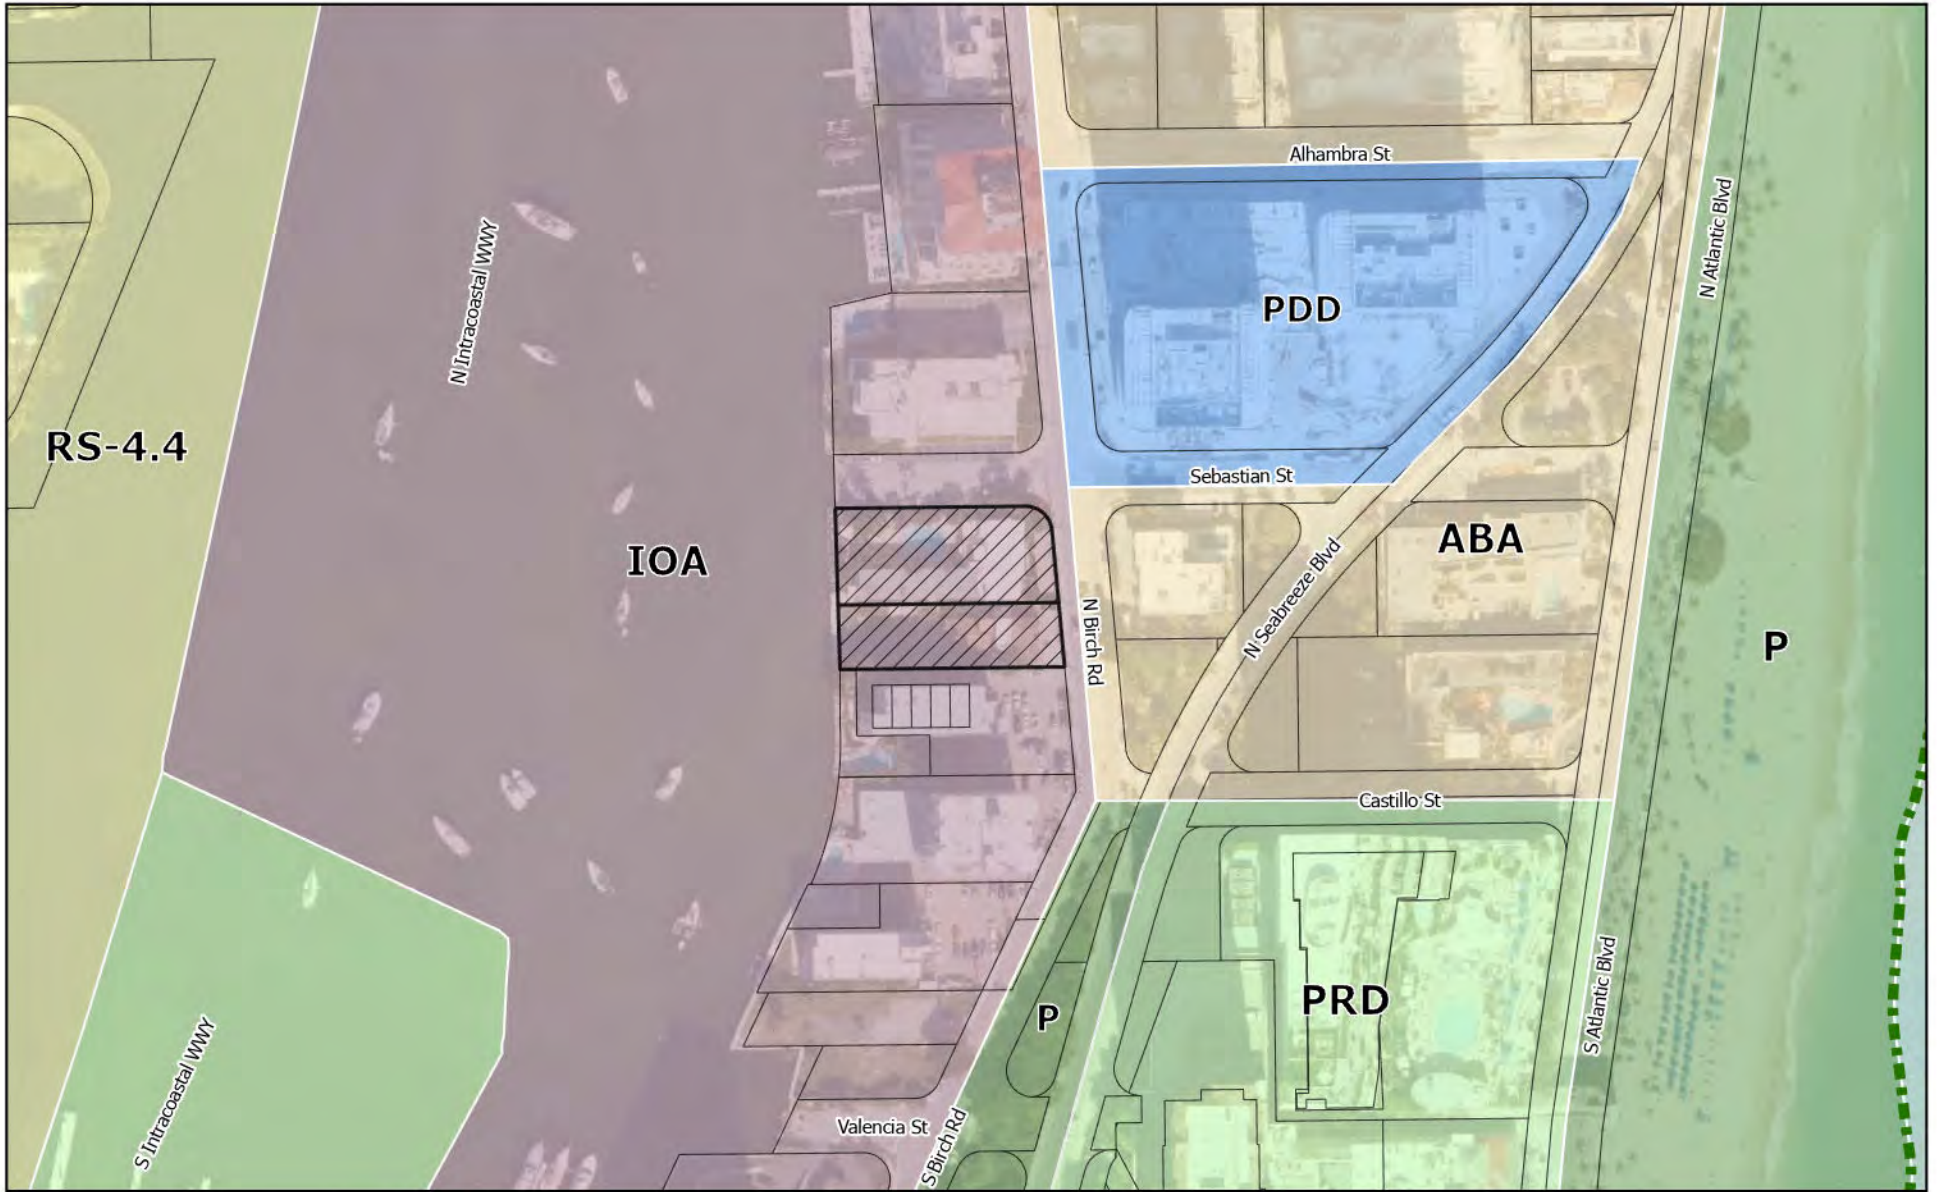 Alhambra St
N Atlantic Blvd
N Intracoastal WWY
PDD
RS-4.4
Sebastian St
ABA
IOA
N Seabreeze Blvd
N Birch Rd
P
Castillo St
PRD
P
S Atlantic Blvd
S Intracoastal WWY
Valencia St
S Birch Rd